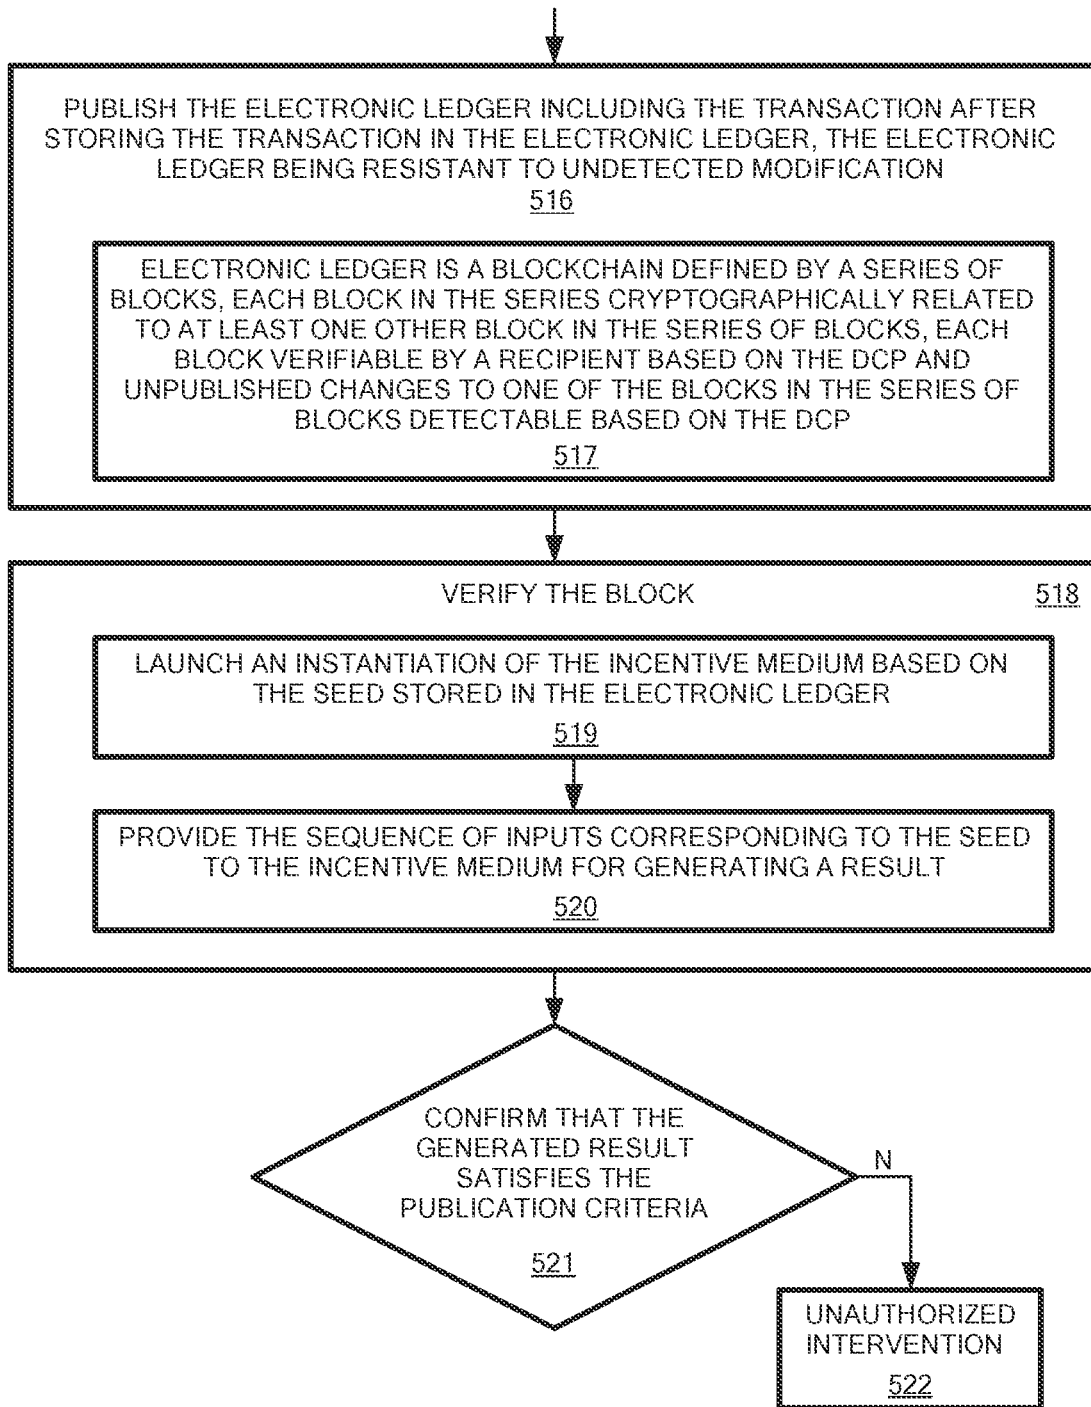 PUBLISH THE ELECTRONIC LEDGER INCLUDING THE TRANSACTION AFTER
STORING THE TRANSACTION IN THE ELECTRONIC LEDGER, THE ELECTRONIC
LEDGER BEING RESISTANT TO UNDETECTED MODIFICATION
516
ELECTRONIC LEDGER IS A BLOCKCHAIN DEFINED BY A SERIES OF
BLOCKS, EACH BLOCK IN THE SERIES CRYPTOGRAPHICALLY RELATED
TO AT LEAST ONE OTHER BLOCK IN THE SERIES OF BLOCKS, EACH
BLOCK VERIFIABLE BY A RECIPIENT BASED ON THE DCP AND
UNPUBLISHED CHANGES TO ONE OF THE BLOCKS IN THE SERIES OF
BLOCKS DETECTABLE BASED ON THE DCP
517
VERIFY THE BLOCK 518
LAUNCH AN INSTANTIATION OF THE INCENTIVE MEDIUM BASED ON
THE SEED STORED IN THE ELECTRONIC LEDGER
519
PROVIDE THE SEQUENCE OF INPUTS CORRESPONDING TO THE SEED
TO THE INCENTIVE MEDIUM FOR GENERATING A RESULT
520
CONFIRM THAT THE
GENERATED RESULT
SATISFIES THE
PUBLICATION CRITERIA
521
N
UNAUTHORIZED
INTERVENTION
522